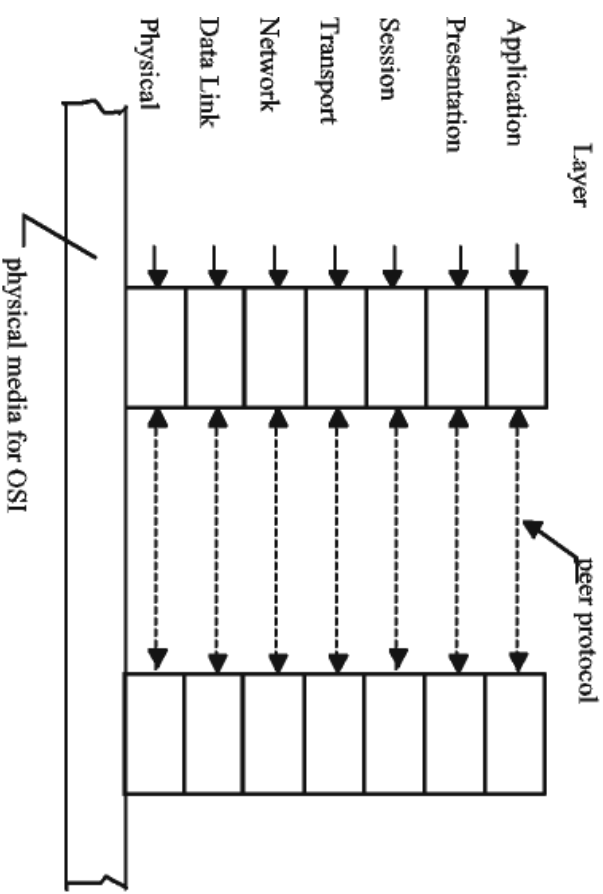 Layer
peer protocol
Application
Presentation
Session
Transport
Network
Data Link
Physical
physical media for OSI